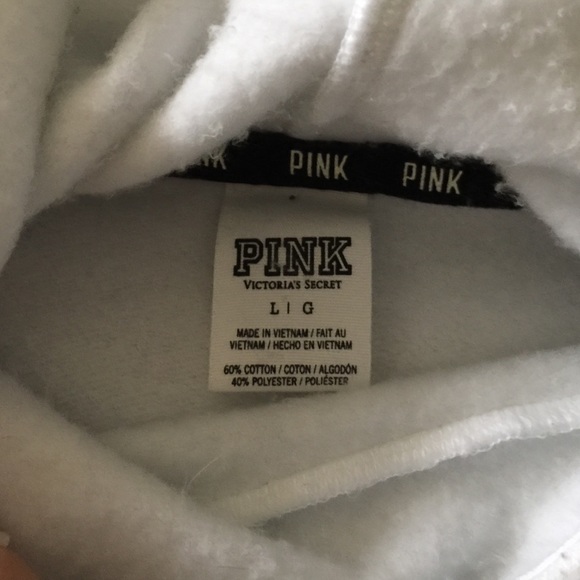 PINK PINK
PINK
VICTORIA'S SECRET
L | G
MADE IN VIETNAM / FAIT AU
VIETNAM / HECHO EN VIETNAM
60% COTTON / COTON / ALGODÓN
40% POLYESTER / POLIÉSTER